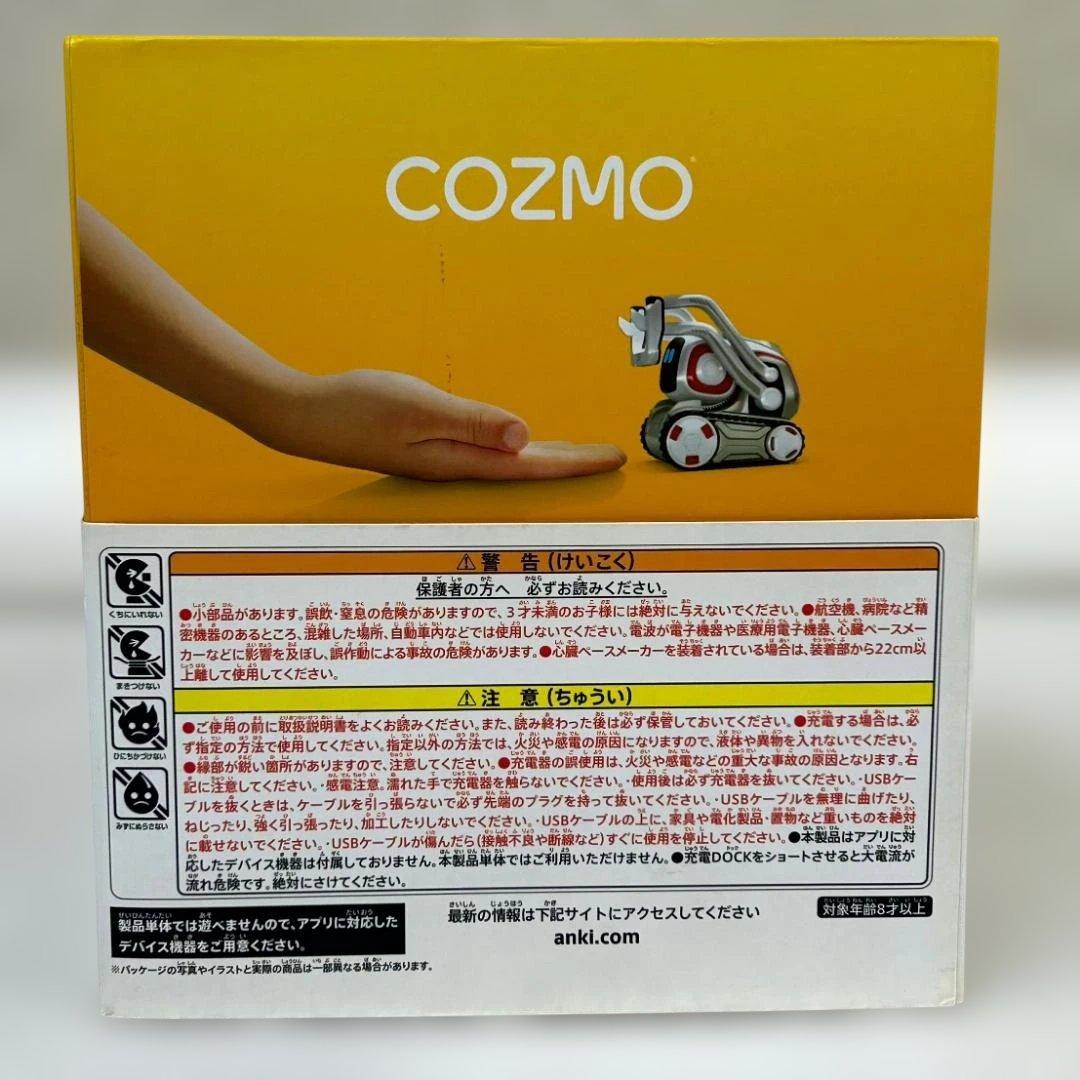 COZMO
くちにいれない
まきつけない
ひにちかづけない
みずにぬらさない
⚠警 告(けいこく)
保護者の方へ 必ずお読みください。
●小部品があります。誤飲・窒息の危険がありますので、3才未満のお子様には絶対に与えないでください。●航空機、病院など精
密機器のあるところ、混雑した場所、自動車内などでは使用しないでください。電波が電子機器や医療用電子機器、心臓ペースメー
カーなどに影響を及ぼし、誤作動による事故の危険があります。●心臓ペースメーカーを装着されている場合は、装着部から22cm以
上離して使用してください。
⚠注 意(ちゅうい)
●ご使用の前に取扱説明書をよくお読みください。また、読み終わった後は必ず保管しておいてください。●充電する場合は、必
ず指定の方法で使用してください。指定以外の方法では、火災や感電の原因になりますので、液体や異物を入れないでください。
●縁部が鋭い箇所がありますので、注意してください。●充電器の誤使用は、火災や感電などの重大な事故の原因となります。右
記に注意してください。・感電注意。濡れた手で充電器を触らないでください。・使用後は必ず充電器を抜いてください。・USBケー
ブルを抜くときは、ケーブルを引っ張らないで必ず先端のプラグを持って抜いてください。・USBケーブルを無理に曲げたり、
ねじったり、強く引っ張ったり、加工したりしないでください。・USBケーブルの上に、家具や電化製品・置物など重いものを絶対
に載せないでください。・USBケーブルが傷んだら(接触不良や断線など)すぐに使用を停止してください。●本製品はアプリに対
応したデバイス機器は付属しておりません。本製品単体ではご利用いただけません。●充電DOCKをショートさせると大電流が
流れ危険です。絶対にさけてください。
製品単体では遊べませんので、アプリに対応した
デバイス機器をご用意ください。
※パッケージの写真やイラストと実際の商品は一部異なる場合があります。
最新の情報は下記サイトにアクセスしてください
anki.com
対象年齢8才以上